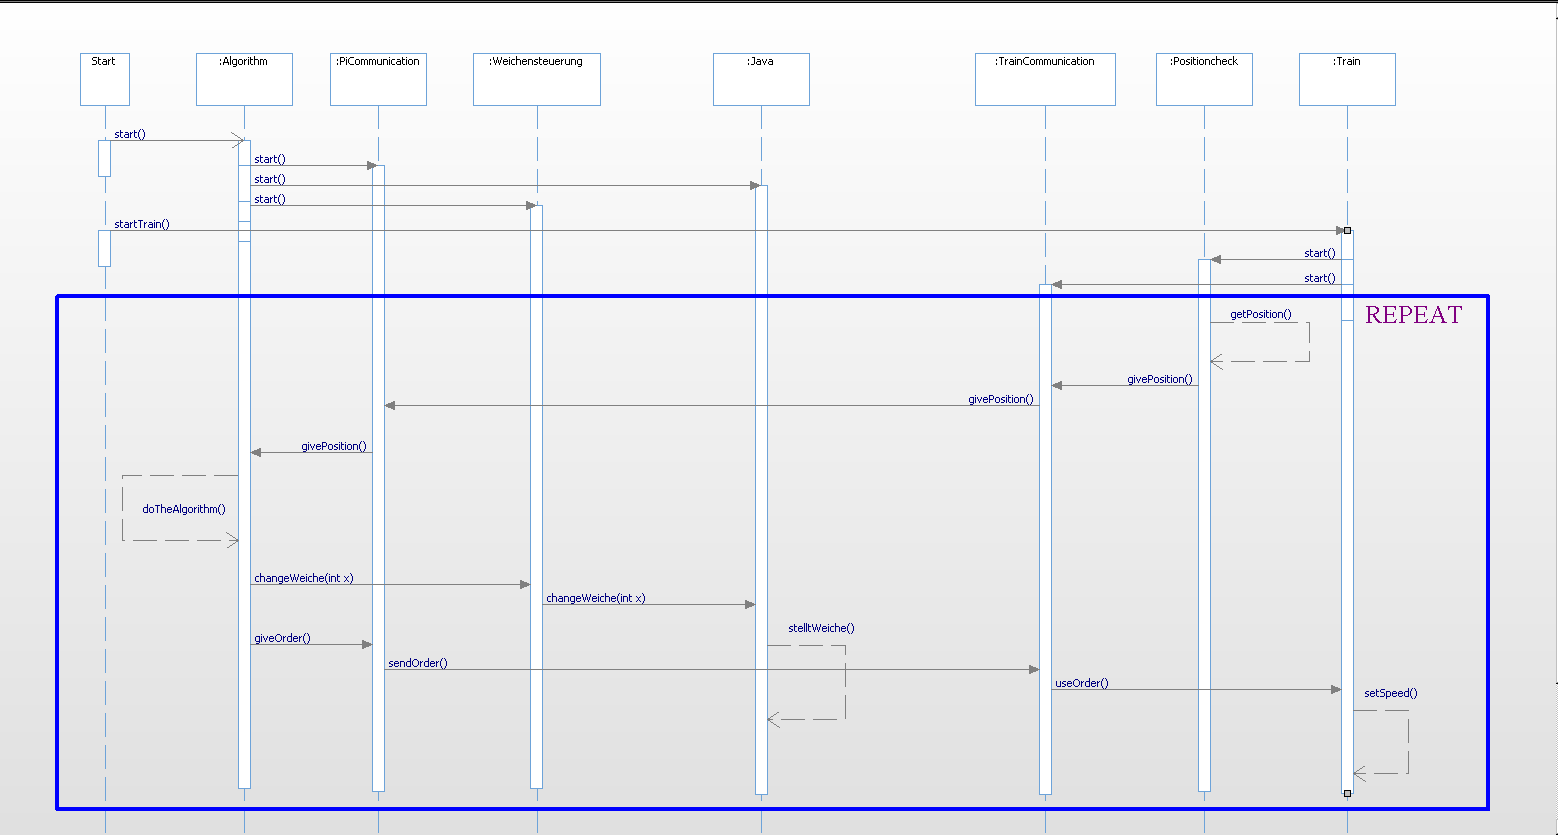 Start
:Algorithm
:PiCommunication
:Weichensteuerung
:Java
:TrainCommunication
:Positioncheck
:Train
start()
start()
start()
start()
startTrain()
start()
start()
REPEAT
getPosition()
givePosition()
givePosition()
givePosition()
doTheAlgorithm()
changeWeiche(int x)
changeWeiche(int x)
stelltWeiche()
giveOrder()
sendOrder()
useOrder()
setSpeed()